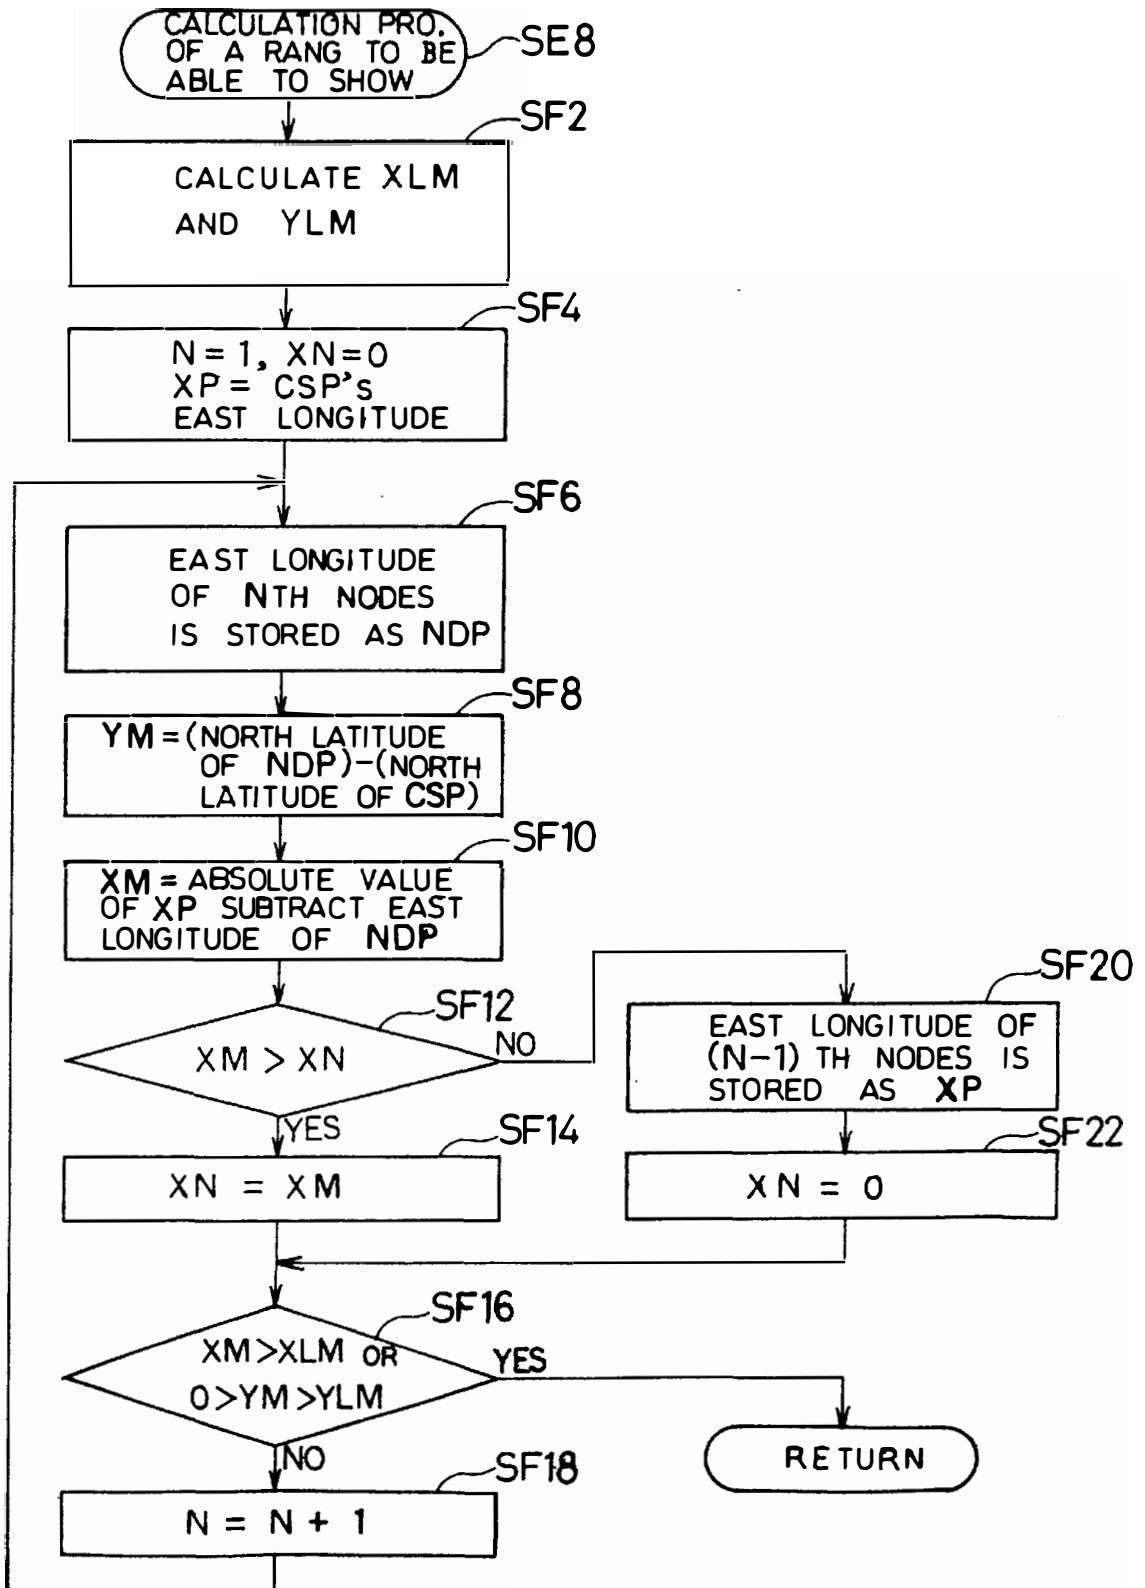 CALCULATION PRO.
OF A RANG TO BE
ABLE TO SHOW
SE8
SF2
CALCULATE XLM
AND YLM
SF4
N=1, XN=0
XP= CSP's
EAST LONGITUDE
SF6
EAST LONGITUDE
OF NTH NODES
IS STORED AS NDP
SF8
YM=(NORTH LATITUDE
OF NDP)-(NORTH
LATITUDE OF CSP)
SF10
XM=ABSOLUTE VALUE
OF XP SUBTRACT EAST
LONGITUDE OF NDP
SF12
XM > XN
NO
YES
SF20
EAST LONGITUDE OF
(N-1) TH NODES IS
STORED AS XP
SF14
XN = XM
SF22
XN = 0
SF16
XM>XLM OR
0>YM>YLM
YES
NO
RETURN
SF18
N = N + 1